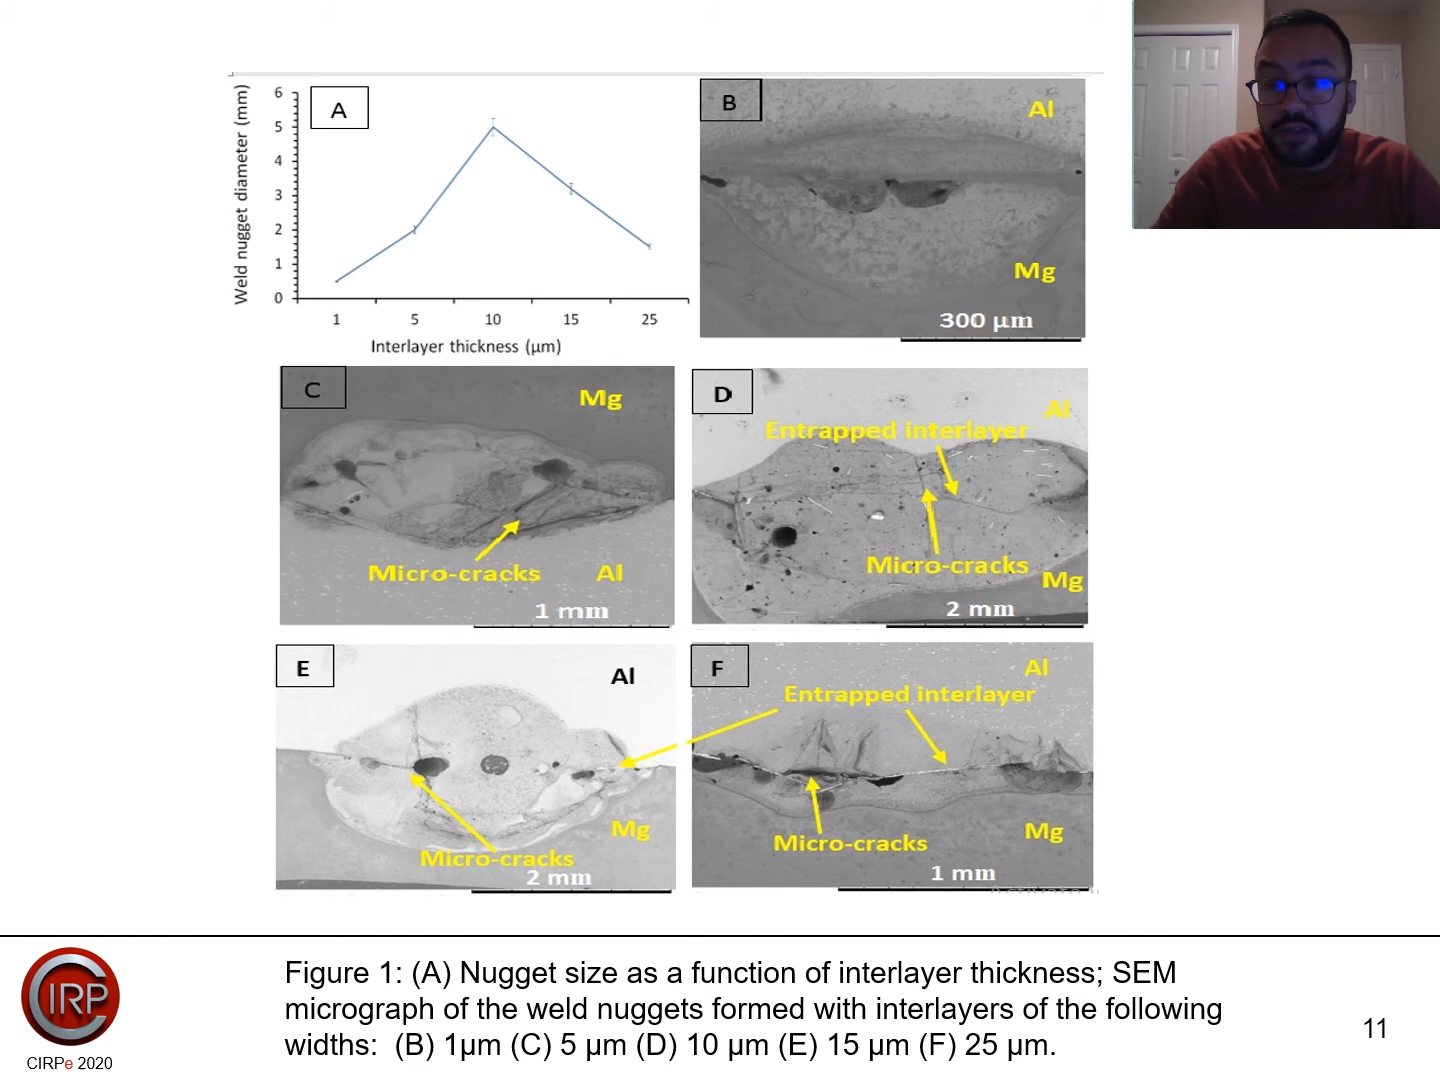 A
Weld nugget diameter (mm)
6
5
4
3
2
1
0
1 5 10 15 25
Interlayer thickness (µm)
B
Al
Mg
300 µm
C
Mg
Micro-cracks
Al
1 mm
D
Al
Entrapped interlayer
Micro-cracks
Mg
2 mm
E
Al
Mg
Micro-cracks
2 mm
F
Al
Entrapped interlayer
Micro-cracks
Mg
1 mm
CIRP
CIRPe 2020
Figure 1: (A) Nugget size as a function of interlayer thickness; SEM
micrograph of the weld nuggets formed with interlayers of the following
widths: (B) 1µm (C) 5 µm (D) 10 µm (E) 15 µm (F) 25 µm.
11